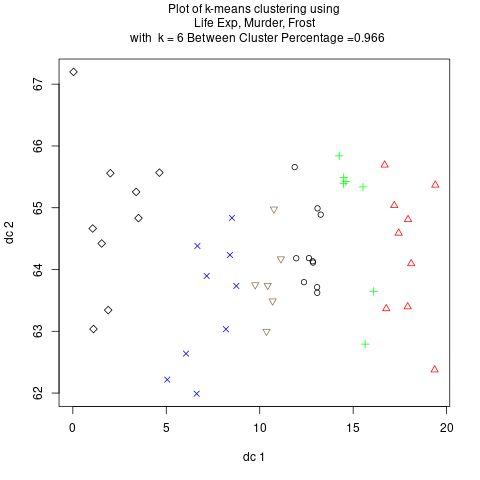 Plot of k-means clustering using
Life Exp, Murder, Frost
with k = 6 Between Cluster Percentage =0.966
67
66
65
64
63
62
dc 2
0 5 10 15 20
dc 1